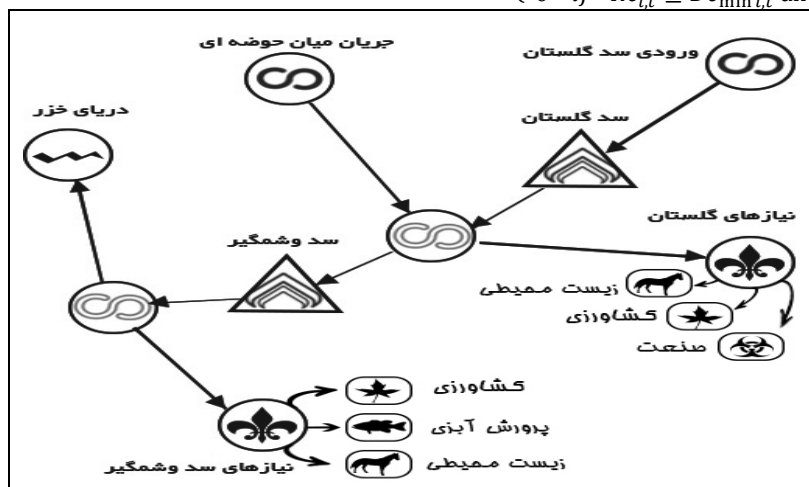 جریان میان حوضه ای
ورودی سد گلستان
دریای خزر
سد گلستان
نیازهای گلستان
سد وشمگیر
زیست محیطی
کشاورزی
صنعت
کشاورزی
پرورش آبزی
زیست محیطی
نیازهای سد وشمگیر